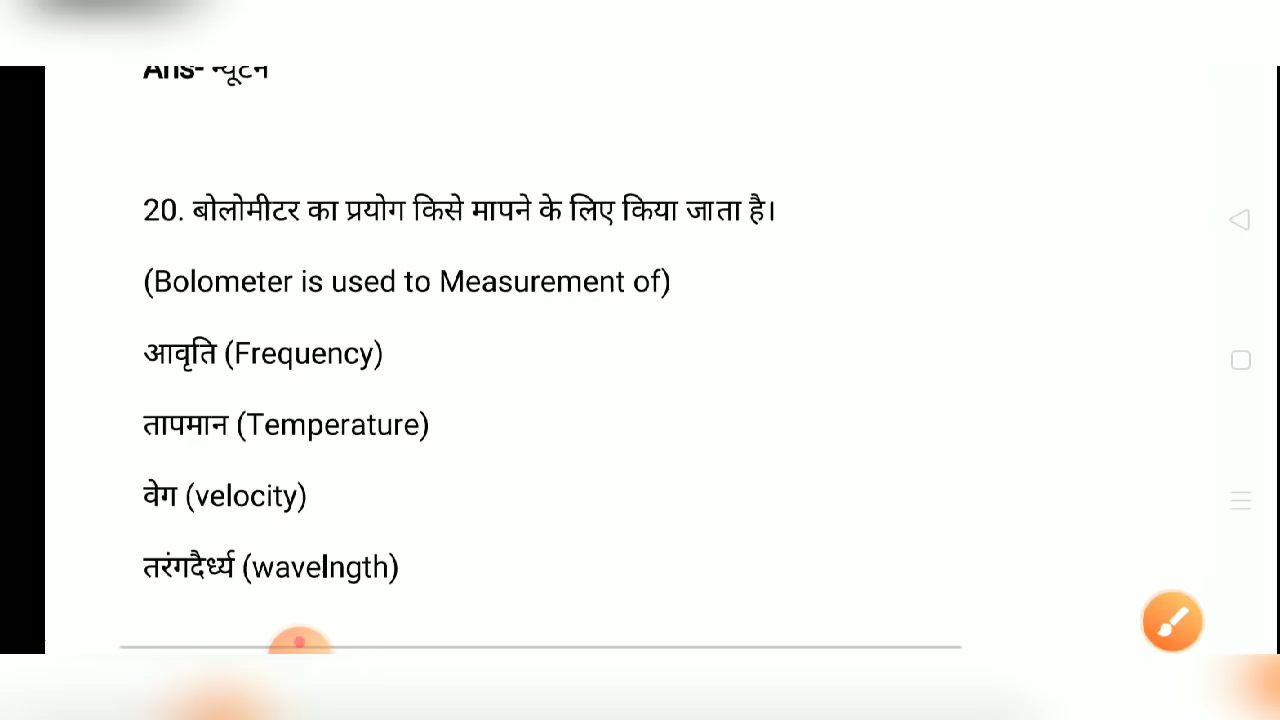 Ans- न्यूटन
20. बोलोमीटर का प्रयोग किसे मापने के लिए किया जाता है।
(Bolometer is used to Measurement of)
आवृति (Frequency)
तापमान (Temperature)
वेग (velocity)
तरंगदैर्ध्य (wavelngth)